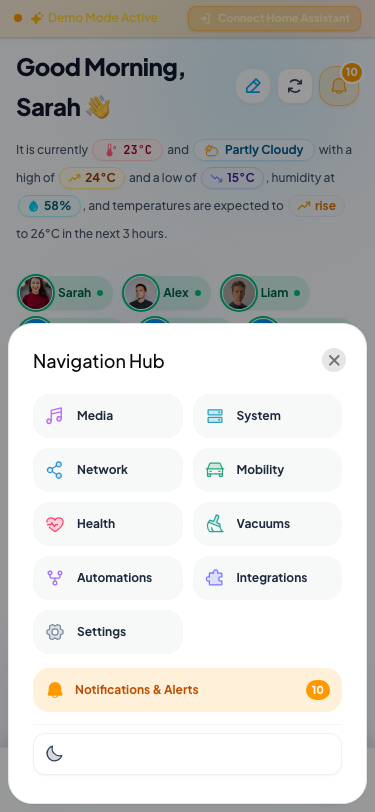 Demo Mode Active
Connect Home Assistant
Good Morning,
Sarah 👋
10
It is currently 23°C and Partly Cloudy with a
high of 24°C and a low of 15°C , humidity at
58% , and temperatures are expected to rise
to 26°C in the next 3 hours.
Sarah
Alex
Liam
Navigation Hub
Media
System
Network
Mobility
Health
Vacuums
Automations
Integrations
Settings
Notifications & Alerts
10